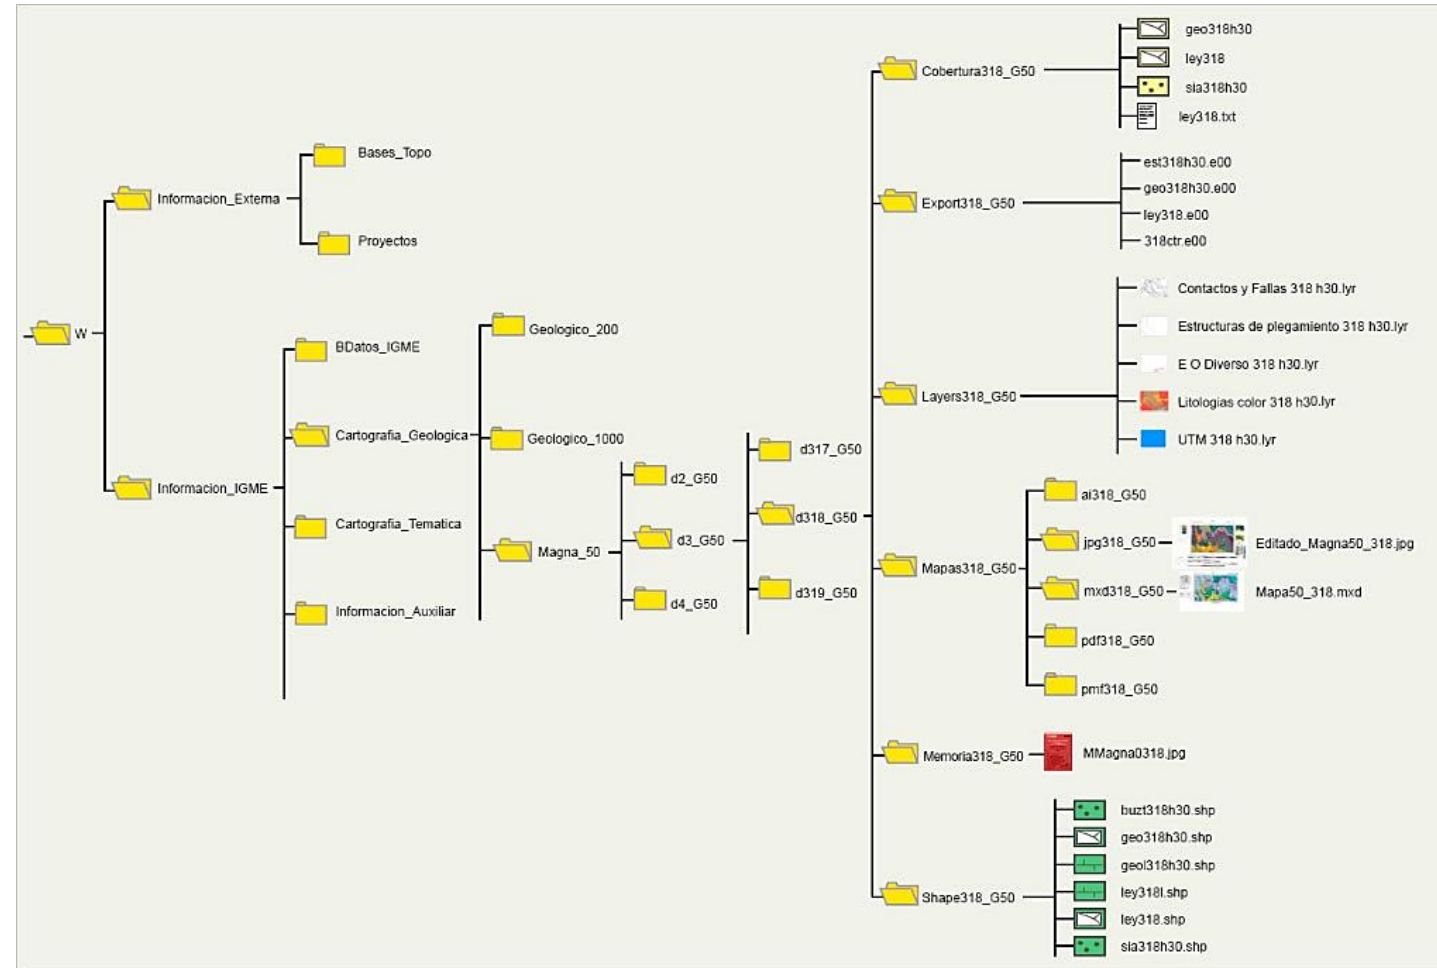 W
Informacion_Externa
Bases_Topo
Proyectos
Informacion_IGME
BDatos_IGME
Cartografia_Geologica
Cartografia_Tematica
Informacion_Auxiliar
Geologico_200
Geologico_1000
Magna_50
d2_G50
d3_G50
d4_G50
d317_G50
d318_G50
d319_G50
Cobertura318_G50
geo318h30
ley318
sia318h30
ley318.txt
Export318_G50
est318h30.e00
geo318h30.e00
ley318.e00
318ctr.e00
Layers318_G50
Contactos y Fallas 318 h30.lyr
Estructuras de plegamiento 318 h30.lyr
E O Diverso 318 h30.lyr
Litologias color 318 h30.lyr
UTM 318 h30.lyr
Mapas318_G50
ai318_G50
jpg318_G50
Editado_Magna50_318.jpg
mxd318_G50
Mapa50_318.mxd
pdf318_G50
pmf318_G50
Memoria318_G50
MMagna0318.jpg
Shape318_G50
buzt318h30.shp
geo318h30.shp
geol318h30.shp
ley318l.shp
ley318.shp
sia318h30.shp